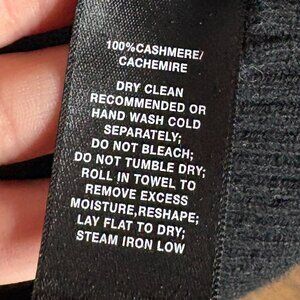 100%CASHMERE/
CACHEMIRE
DRY CLEAN
RECOMMENDED OR
HAND WASH COLD
SEPARATELY;
DO NOT BLEACH;
DO NOT TUMBLE DRY;
ROLL IN TOWEL TO
REMOVE EXCESS
MOISTURE,RESHAPE;
LAY FLAT TO DRY;
STEAM IRON LOW